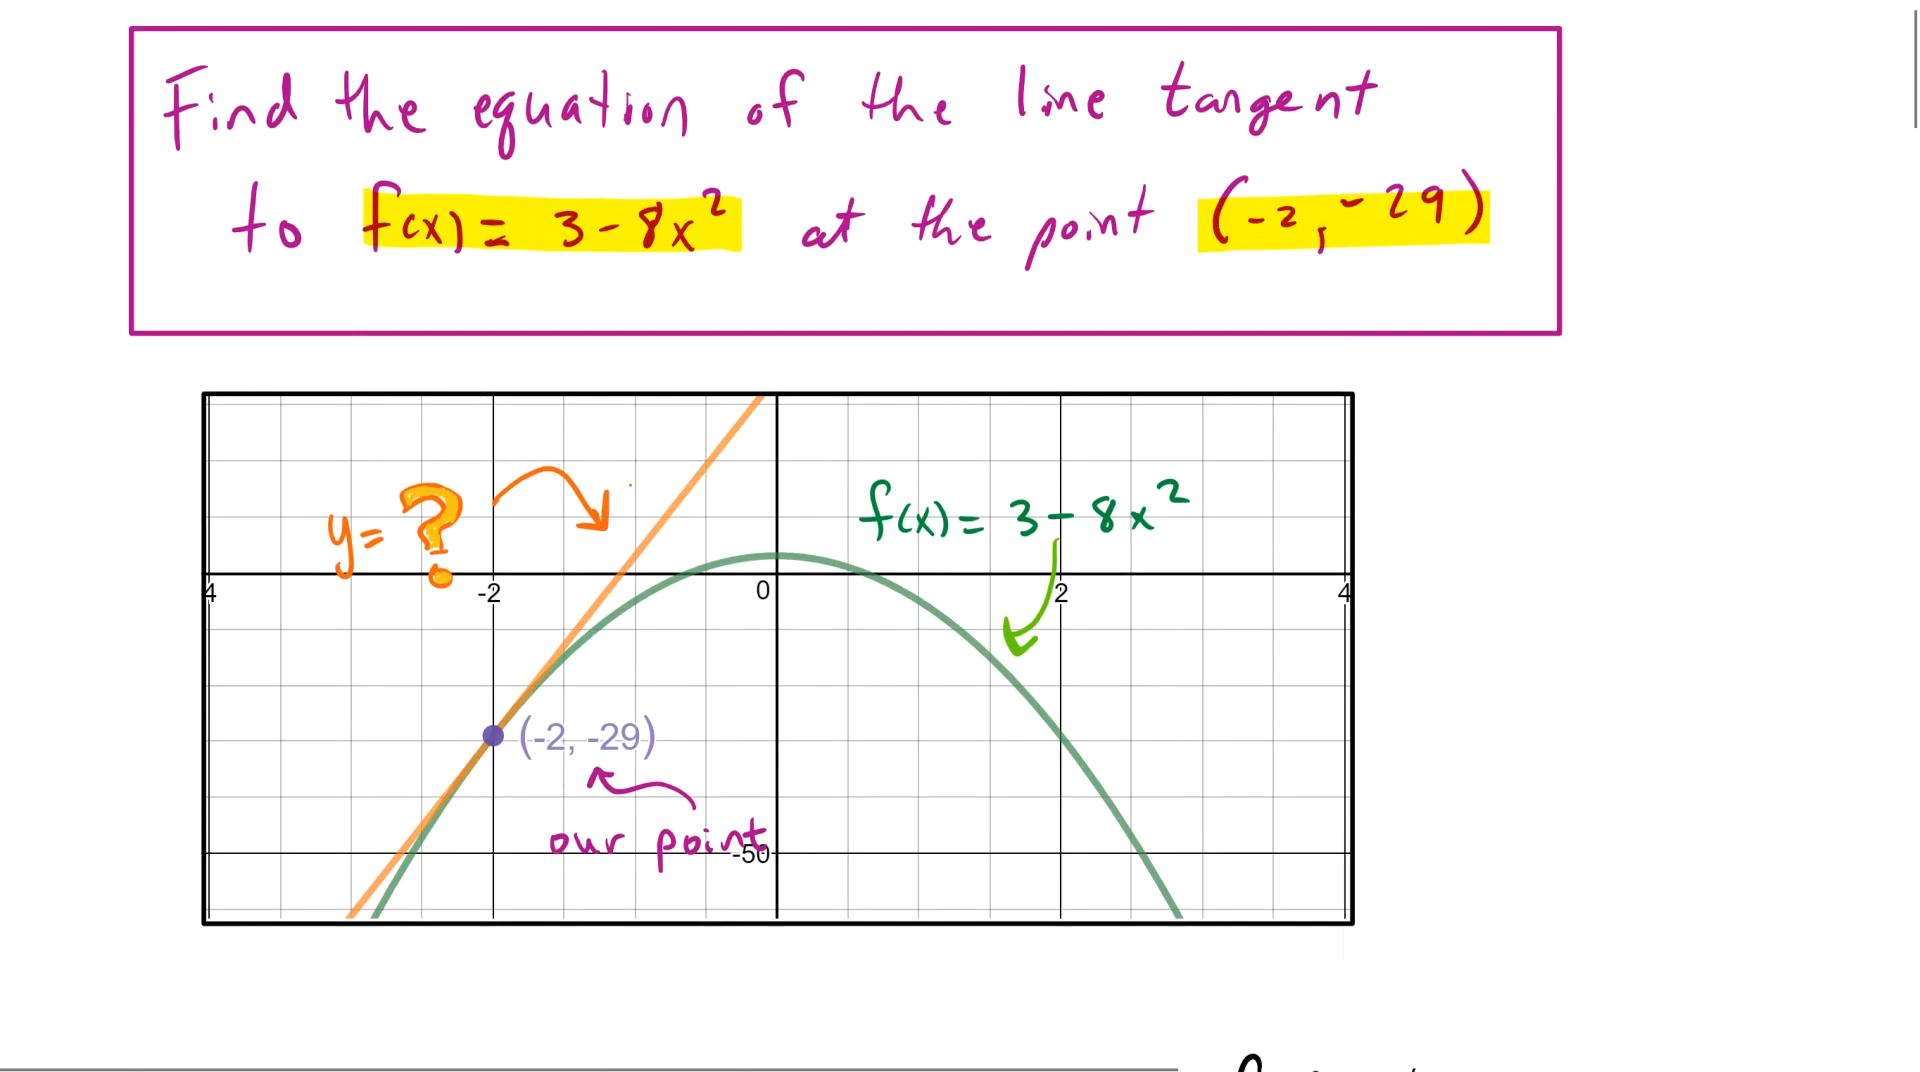 Find the equation of the line tangent
to f(x) = 3 - 8x² at the point (-2, -29)
f(x) = 3 - 8x²
y = ?
4 -2 0 2 4
(-2, -29)
our point
-50